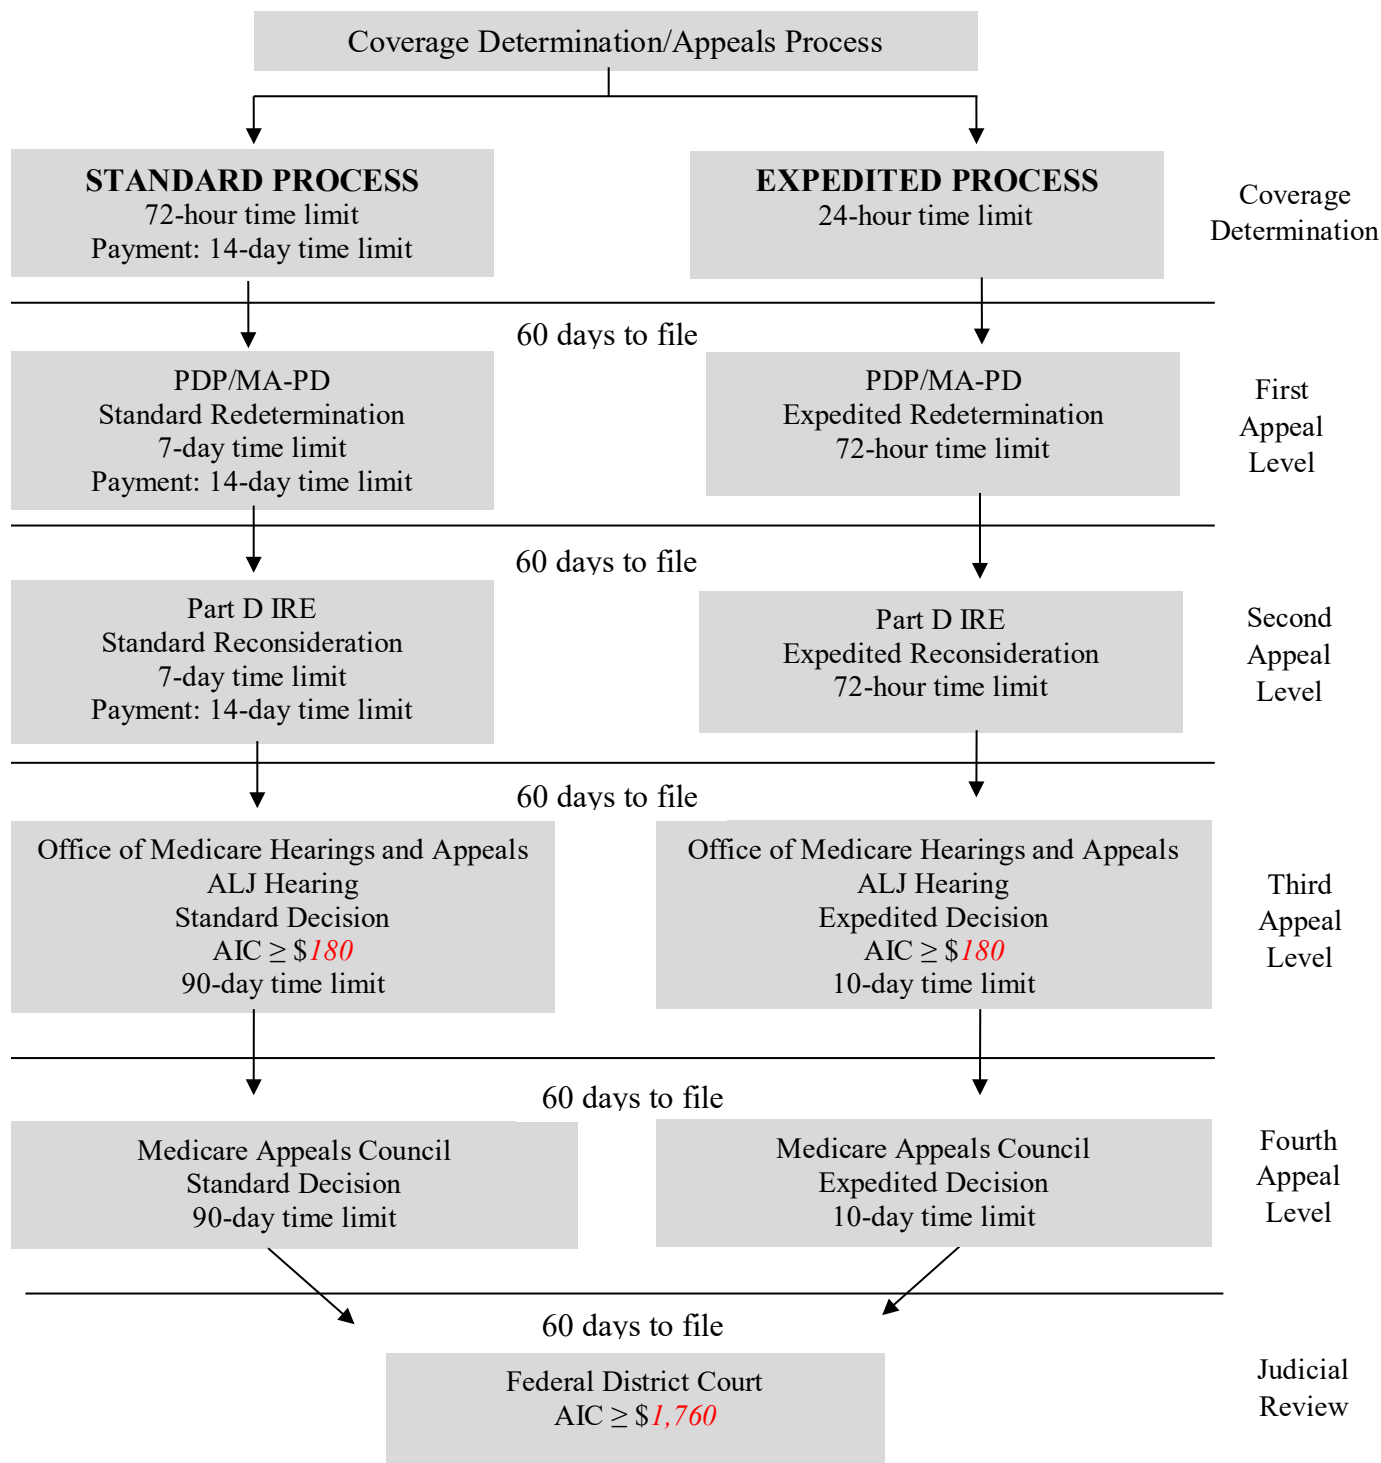 Coverage Determination/Appeals Process
STANDARD PROCESS
72-hour time limit
Payment: 14-day time limit
EXPEDITED PROCESS
24-hour time limit
Coverage
Determination
60 days to file
PDP/MA-PD
Standard Redetermination
7-day time limit
Payment: 14-day time limit
PDP/MA-PD
Expedited Redetermination
72-hour time limit
First
Appeal
Level
60 days to file
Part D IRE
Standard Reconsideration
7-day time limit
Payment: 14-day time limit
Part D IRE
Expedited Reconsideration
72-hour time limit
Second
Appeal
Level
60 days to file
Office of Medicare Hearings and Appeals
ALJ Hearing
Standard Decision
AIC ≥ $180
90-day time limit
Office of Medicare Hearings and Appeals
ALJ Hearing
Expedited Decision
AIC ≥ $180
10-day time limit
Third
Appeal
Level
60 days to file
Medicare Appeals Council
Standard Decision
90-day time limit
Medicare Appeals Council
Expedited Decision
10-day time limit
Fourth
Appeal
Level
60 days to file
Federal District Court
AIC ≥ $1,760
Judicial
Review